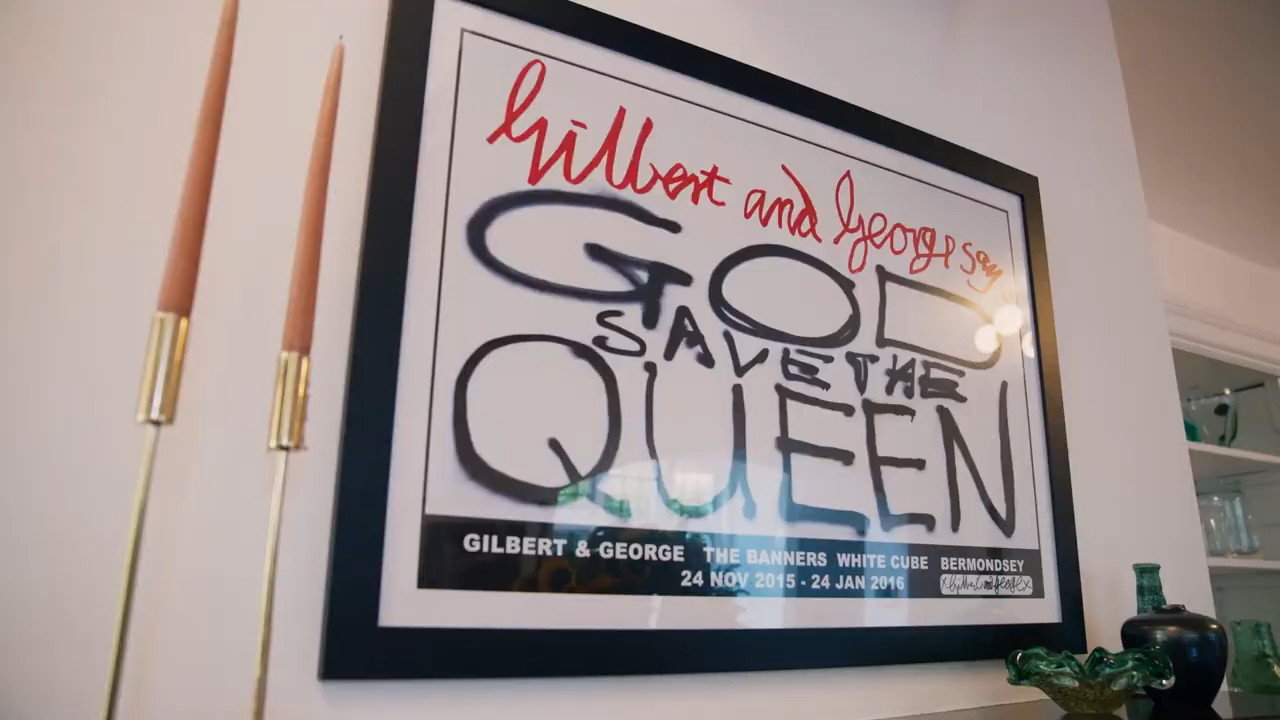 Gilbert and George say
GOD
SAVE THE
QUEEN
GILBERT & GEORGE THE BANNERS WHITE CUBE BERMONDSEY
24 NOV 2015 - 24 JAN 2016